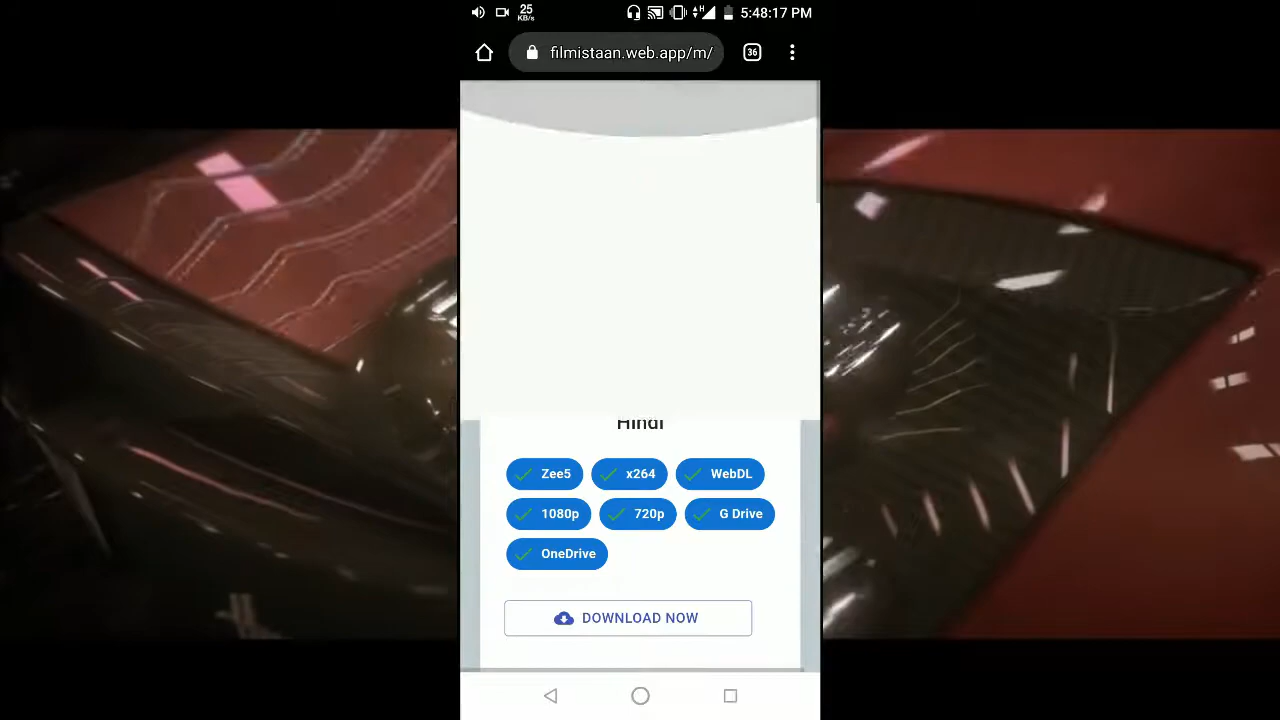 25
KB/s
H
5:48:17 PM
filmistaan.web.app/m/
36
Hindi
Zee5 x264 WebDL
1080p 720p G Drive
OneDrive
DOWNLOAD NOW